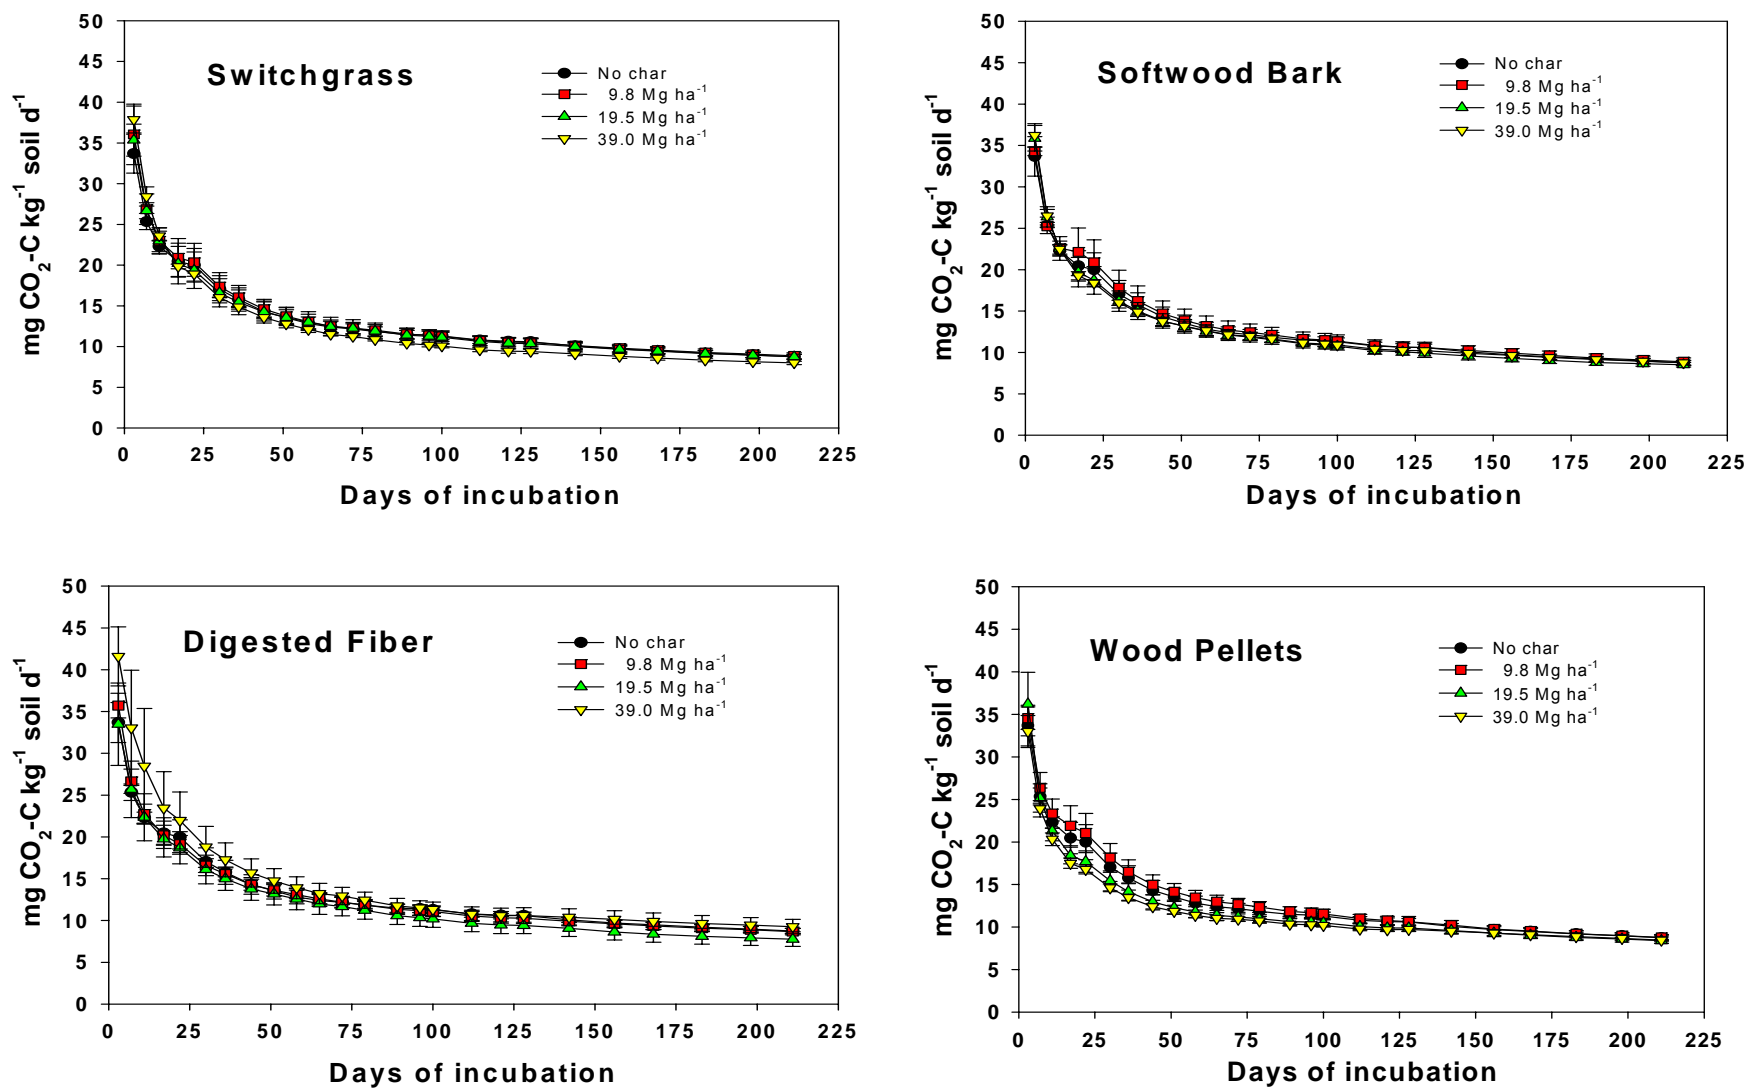 Switchgrass
No char
9.8 Mg ha⁻¹
19.5 Mg ha⁻¹
39.0 Mg ha⁻¹
mg CO₂-C kg⁻¹ soil d⁻¹
50
45
40
35
30
25
20
15
10
5
0
0 25 50 75 100 125 150 175 200 225
Days of incubation
Softwood Bark
No char
9.8 Mg ha⁻¹
19.5 Mg ha⁻¹
39.0 Mg ha⁻¹
mg CO₂-C kg⁻¹ soil d⁻¹
50
45
40
35
30
25
20
15
10
5
0
0 25 50 75 100 125 150 175 200 225
Days of incubation
Digested Fiber
No char
9.8 Mg ha⁻¹
19.5 Mg ha⁻¹
39.0 Mg ha⁻¹
mg CO₂-C kg⁻¹ soil d⁻¹
50
45
40
35
30
25
20
15
10
5
0
0 25 50 75 100 125 150 175 200 225
Days of incubation
Wood Pellets
No char
9.8 Mg ha⁻¹
19.5 Mg ha⁻¹
39.0 Mg ha⁻¹
mg CO₂-C kg⁻¹ soil d⁻¹
50
45
40
35
30
25
20
15
10
5
0
0 25 50 75 100 125 150 175 200 225
Days of incubation